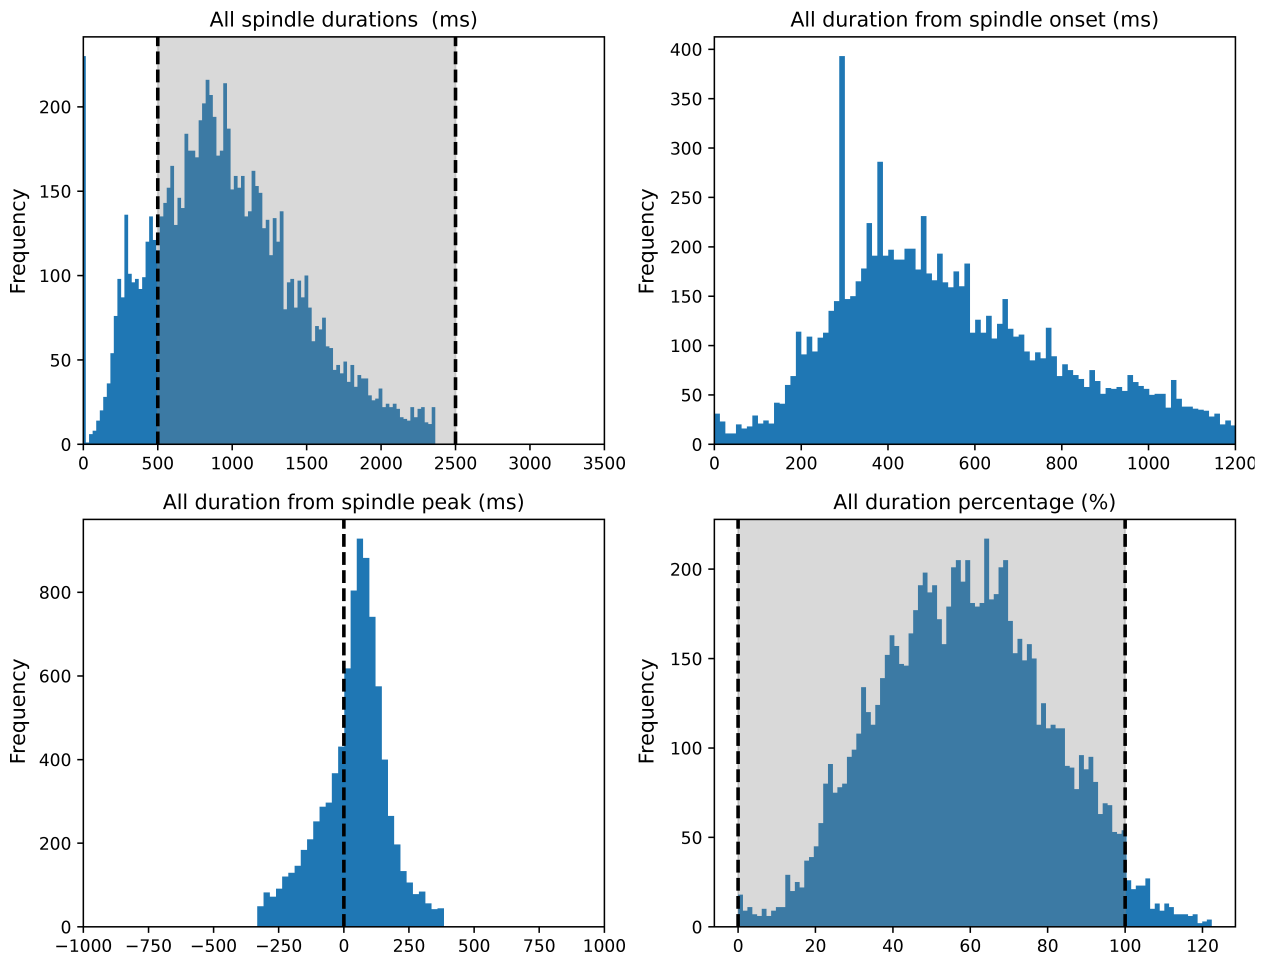 All spindle durations  (ms)
Frequency
200
150
100
50
0
0 500 1000 1500 2000 2500 3000 3500
All duration from spindle onset (ms)
Frequency
400
350
300
250
200
150
100
50
0
0 200 400 600 800 1000 1200
All duration from spindle peak (ms)
Frequency
800
600
400
200
0
−1000 −750 −500 −250 0 250 500 750 1000
All duration percentage (%)
Frequency
200
150
100
50
0
0 20 40 60 80 100 120